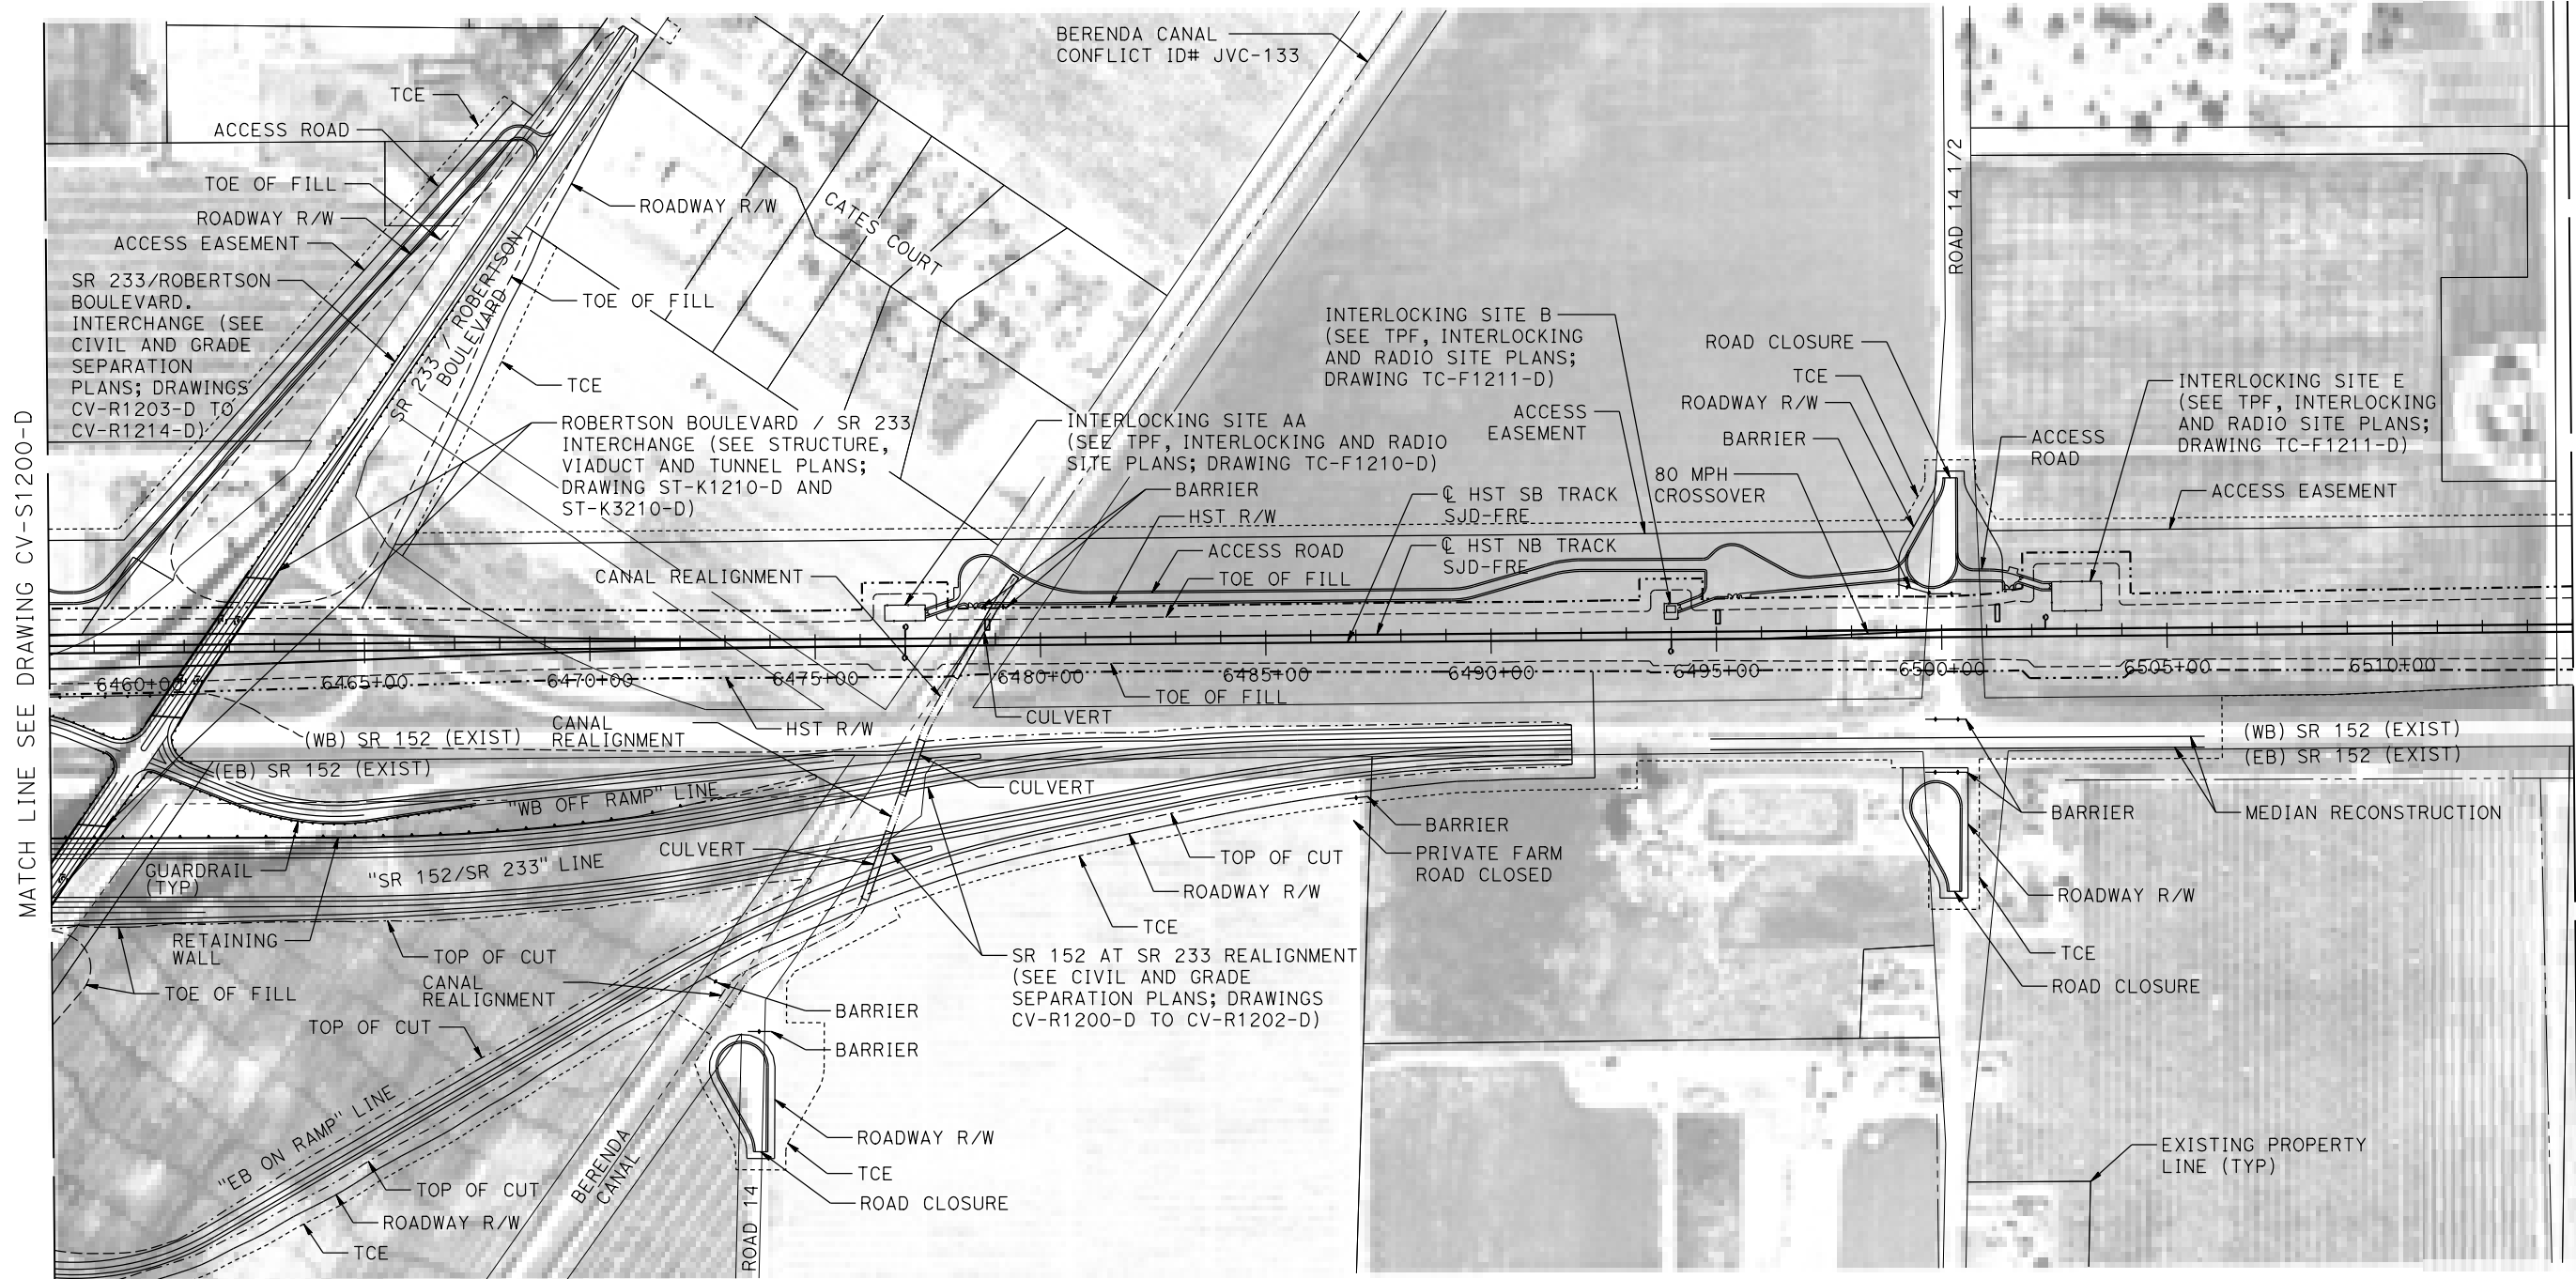 BERENDA CANAL
CONFLICT ID# JVC-133
TCE
ACCESS ROAD
TOE OF FILL
ROADWAY R/W
ACCESS EASEMENT
SR 233/ROBERTSON
BOULEVARD.
INTERCHANGE (SEE
CIVIL AND GRADE
SEPARATION
PLANS; DRAWINGS
CV-R1203-D TO
CV-R1214-D)
ROADWAY R/W
CATES COURT
SR 233 / ROBERTSON
BOULEVARD
TOE OF FILL
TCE
ROBERTSON BOULEVARD / SR 233
INTERCHANGE (SEE STRUCTURE,
VIADUCT AND TUNNEL PLANS;
DRAWING ST-K1210-D AND
ST-K3210-D)
INTERLOCKING SITE AA
(SEE TPF, INTERLOCKING AND RADIO
SITE PLANS; DRAWING TC-F1210-D)
BARRIER
HST R/W
ACCESS ROAD
TOE OF FILL
CANAL REALIGNMENT
INTERLOCKING SITE B
(SEE TPF, INTERLOCKING
AND RADIO SITE PLANS;
DRAWING TC-F1211-D)
ACCESS
EASEMENT
℄ HST SB TRACK
SJD-FRE
℄ HST NB TRACK
SJD-FRE
ROAD 14 1/2
ROAD CLOSURE
TCE
ROADWAY R/W
BARRIER
80 MPH
CROSSOVER
ACCESS
ROAD
INTERLOCKING SITE E
(SEE TPF, INTERLOCKING
AND RADIO SITE PLANS;
DRAWING TC-F1211-D)
ACCESS EASEMENT
MATCH LINE SEE DRAWING CV-S1200-D
6460+00
6465+00
6470+00
6475+00
6480+00
6485+00
6490+00
6495+00
6500+00
6505+00
6510+00
TOE OF FILL
CULVERT
HST R/W
CANAL
REALIGNMENT
(WB) SR 152 (EXIST)
(EB) SR 152 (EXIST)
"WB OFF RAMP" LINE
CULVERT
(WB) SR 152 (EXIST)
(EB) SR 152 (EXIST)
BARRIER
MEDIAN RECONSTRUCTION
BARRIER
PRIVATE FARM
ROAD CLOSED
TOP OF CUT
ROADWAY R/W
TCE
CULVERT
"SR 152/SR 233" LINE
GUARDRAIL
(TYP)
RETAINING
WALL
TOE OF FILL
TOP OF CUT
CANAL
REALIGNMENT
TOP OF CUT
SR 152 AT SR 233 REALIGNMENT
(SEE CIVIL AND GRADE
SEPARATION PLANS; DRAWINGS
CV-R1200-D TO CV-R1202-D)
ROADWAY R/W
TCE
ROAD CLOSURE
BARRIER
BARRIER
"EB ON RAMP" LINE
BERENDA
CANAL
ROADWAY R/W
TCE
ROAD CLOSURE
ROAD 14
TOP OF CUT
ROADWAY R/W
TCE
EXISTING PROPERTY
LINE (TYP)